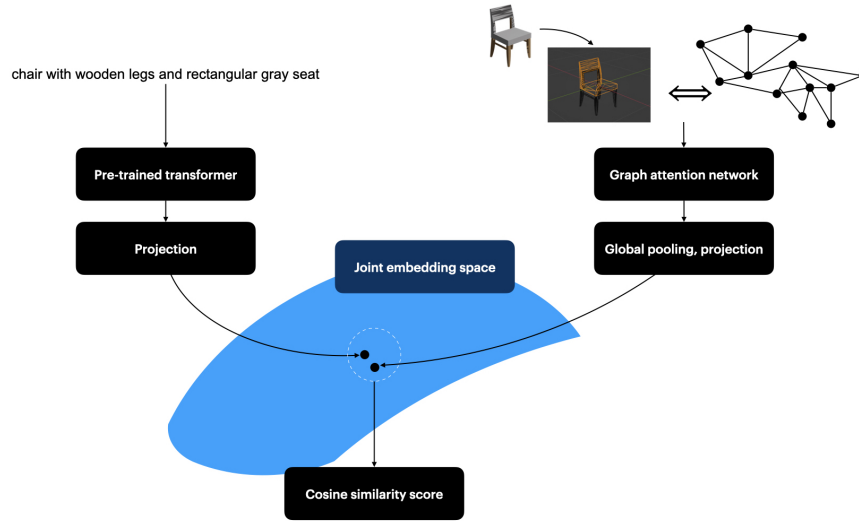 chair with wooden legs and rectangular gray seat
Pre-trained transformer
Graph attention network
Projection
Global pooling, projection
Joint embedding space
Cosine similarity score